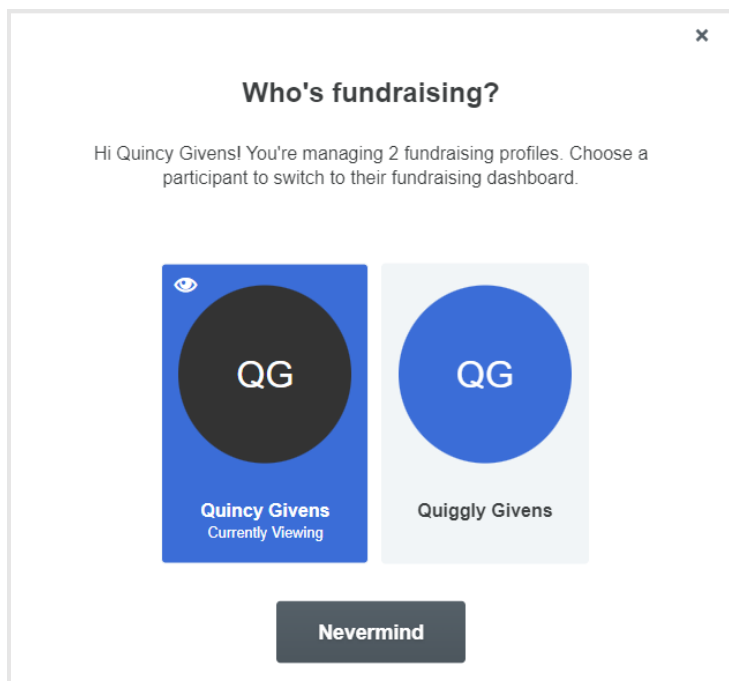 ×
Who's fundraising?
Hi Quincy Givens! You're managing 2 fundraising profiles. Choose a
participant to switch to their fundraising dashboard.
QG
Quincy Givens
Currently Viewing
QG
Quiggly Givens
Nevermind